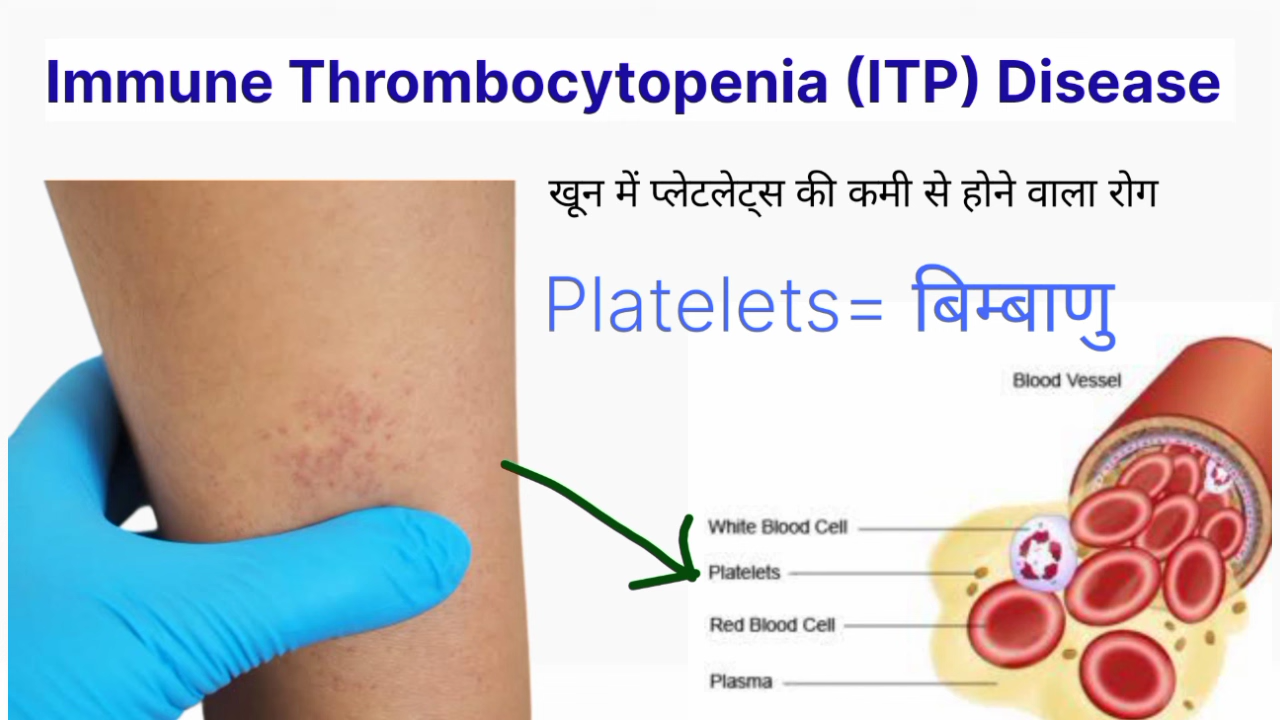 Immune Thrombocytopenia (ITP) Disease
खून में प्लेटलेट्स की कमी से होने वाला रोग
Platelets= बिम्बाणु
Blood Vessel
White Blood Cell
Platelets
Red Blood Cell
Plasma